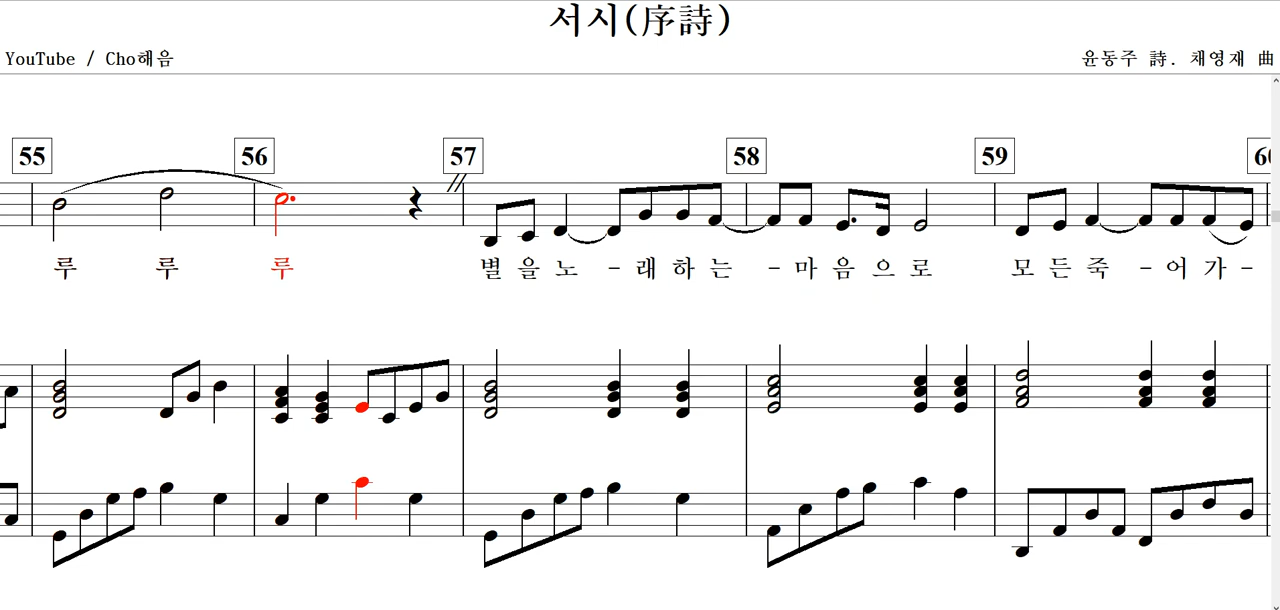 서시(序詩)
YouTube / Cho혜음
윤동주 詩. 채영재 曲
55 56 57 58 59
루 루 루 별 을 노 - 래 하 는 - 마 음 으 로 모 든 죽 - 어 가 -